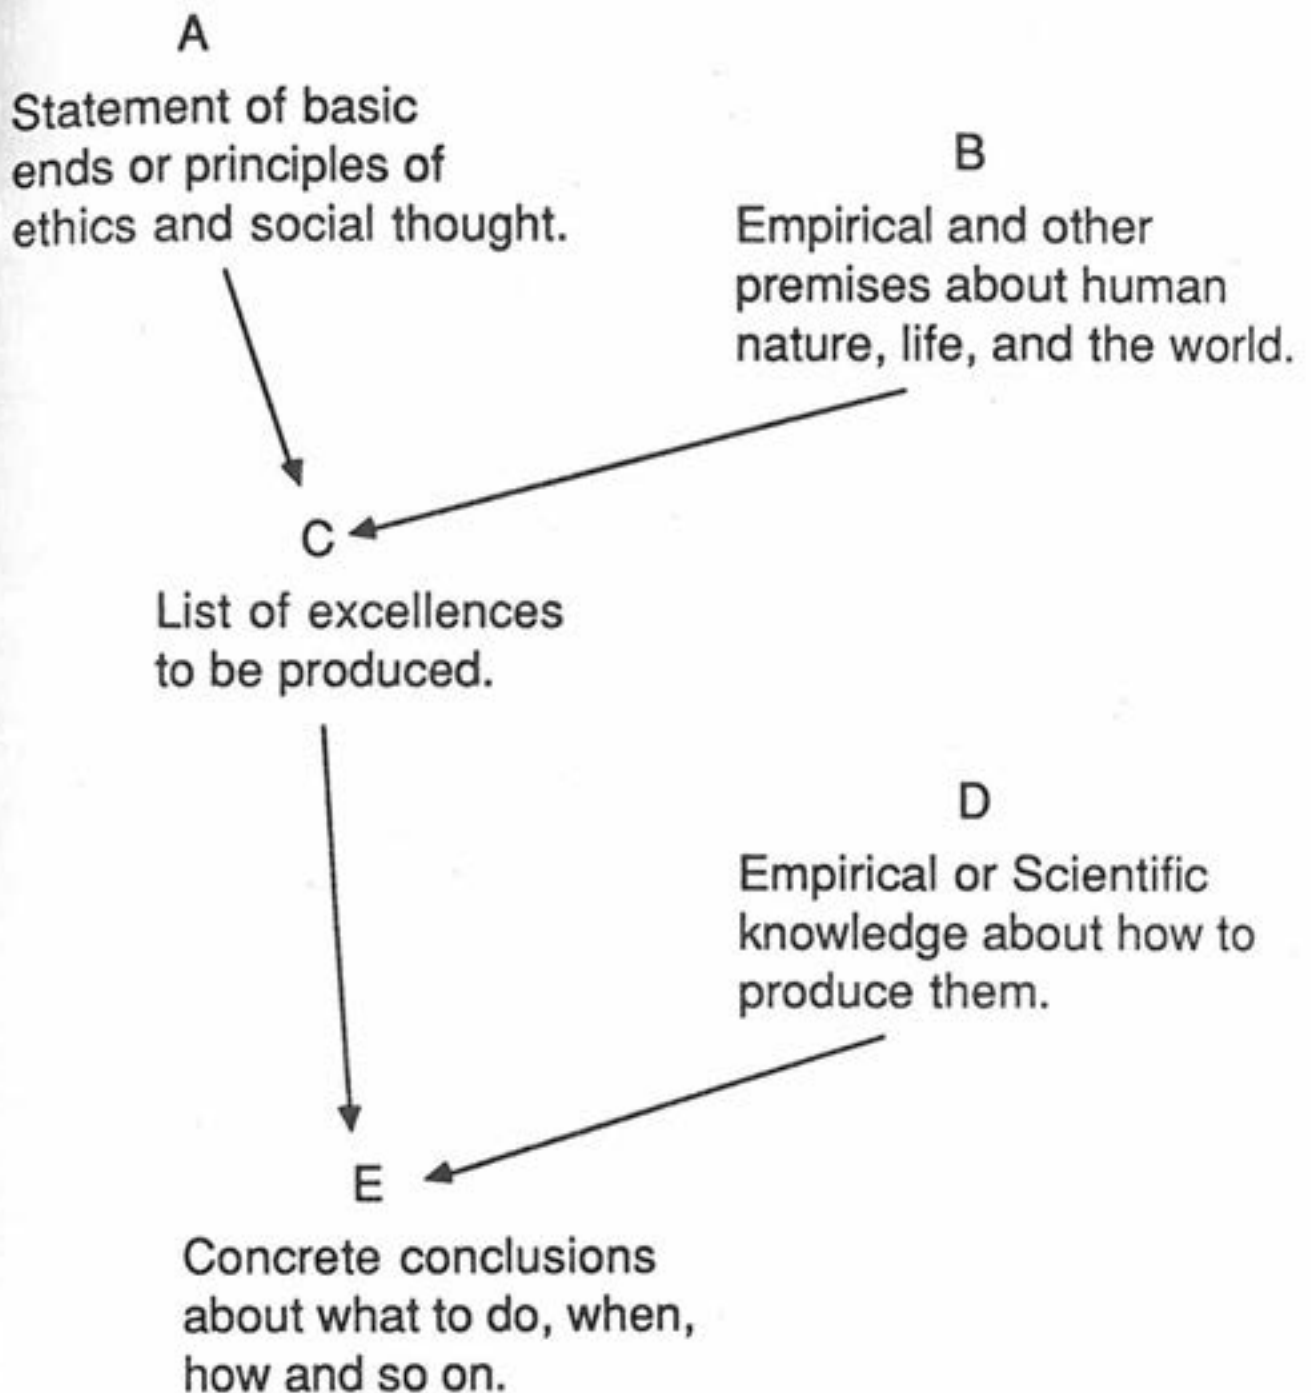 A
Statement of basic
ends or principles of
ethics and social thought.
B
Empirical and other
premises about human
nature, life, and the world.
C
List of excellences
to be produced.
D
Empirical or Scientific
knowledge about how to
produce them.
E
Concrete conclusions
about what to do, when,
how and so on.